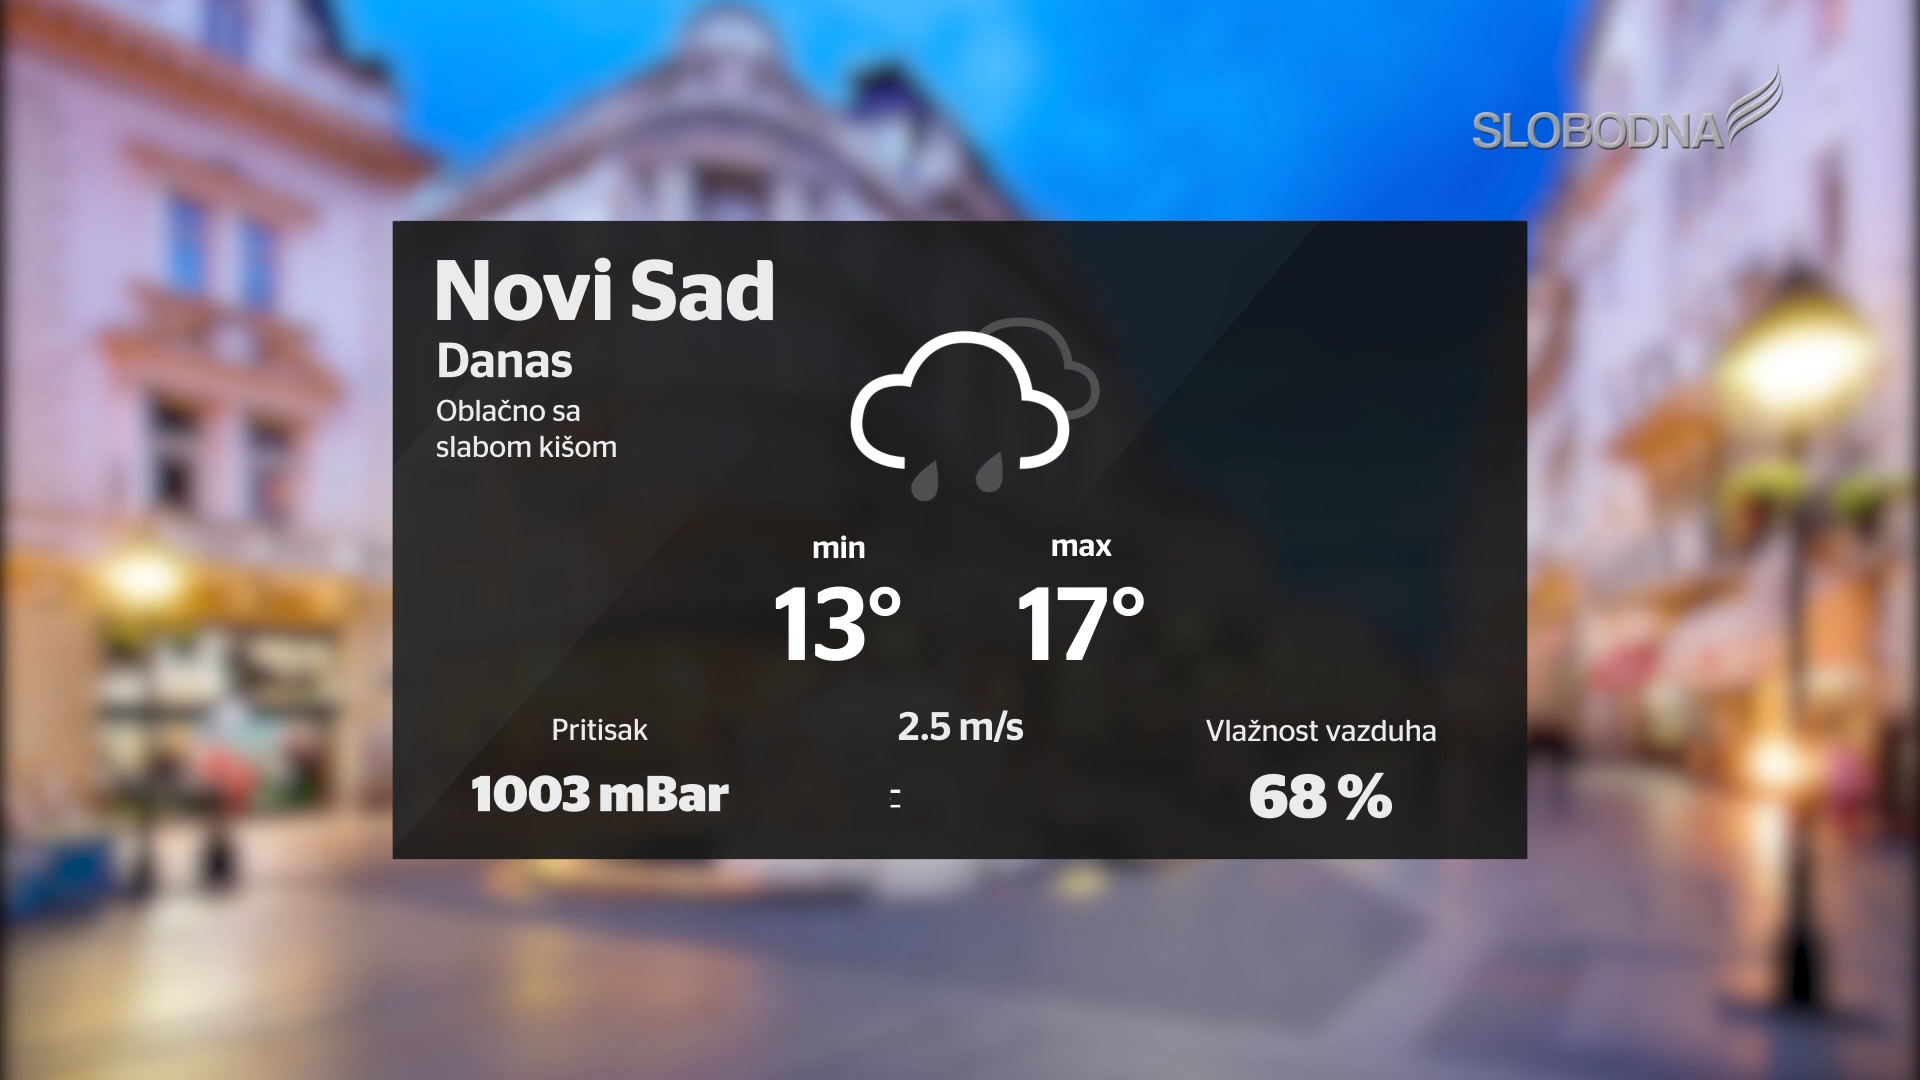 SLOBODNA
Novi Sad
Danas
Oblačno sa
slabom kišom
min
max
13°
17°
Pritisak
2.5 m/s
Vlažnost vazduha
1003 mBar
68 %